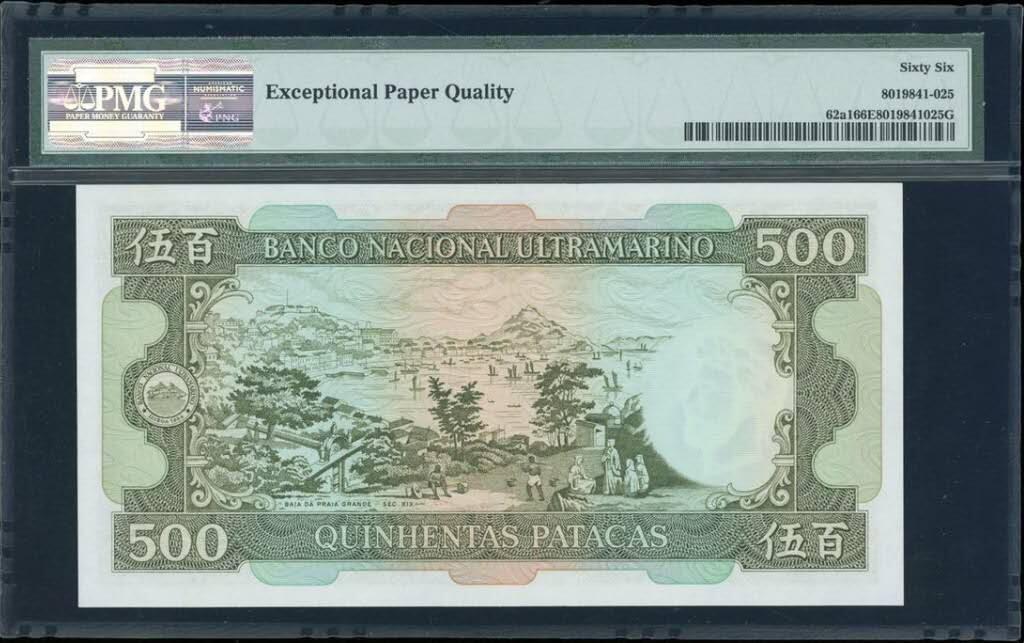 PMG
PAPER MONEY GUARANTY
NUMISMATIC
PNG
Exceptional Paper Quality
Sixty Six
8019841-025
62a166E8019841025G
伍百
BANCO NACIONAL ULTRAMARINO
500
BAIA DA PRAIA GRANDE - SEC XIX
500
QUINHENTAS PATACAS
伍百